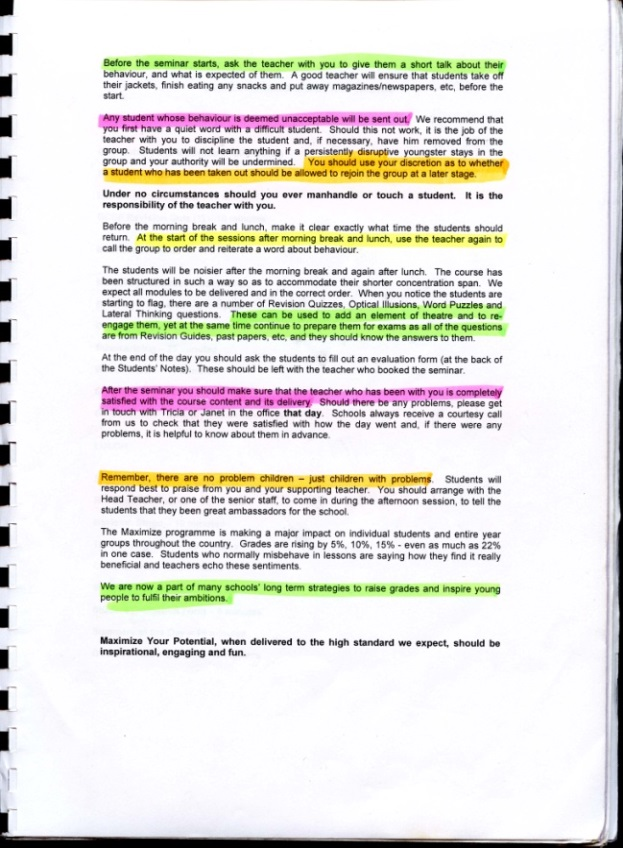 Before the seminar starts, ask the teacher with you to give them a short talk about their
behaviour, and what is expected of them. A good teacher will ensure that students take off
their jackets, finish eating any snacks and put away magazines/newspapers, etc, before the
start.
Any student whose behaviour is deemed unacceptable will be sent out. We recommend that
you first have a quiet word with a difficult student. Should this not work, it is the job of the
teacher with you to discipline the student and, if necessary, have him removed from the
group. Students will not learn anything if a persistently disruptive youngster stays in the
group and your authority will be undermined. You should use your discretion as to whether
a student who has been taken out should be allowed to rejoin the group at a later stage.
Under no circumstances should you ever manhandle or touch a student. It is the
responsibility of the teacher with you.
Before the morning break and lunch, make it clear exactly what time the students should
return. At the start of the sessions after morning break and lunch, use the teacher again to
call the group to order and reiterate a word about behaviour.
The students will be noisier after the morning break and again after lunch. The course has
been structured in such a way so as to accommodate their shorter concentration span. We
expect all modules to be delivered and in the correct order. When you notice the students are
starting to flag, there are a number of Revision Quizzes, Optical Illusions, Word Puzzles and
Lateral Thinking questions. These can be used to add an element of theatre and to re-
engage them, yet at the same time continue to prepare them for exams as all of the questions
are from Revision Guides, past papers, etc, and they should know the answers to them.
At the end of the day you should ask the students to fill out an evaluation form (at the back of
the Students' Notes). These should be left with the teacher who booked the seminar.
After the seminar you should make sure that the teacher who has been with you is completely
satisfied with the course content and its delivery. Should there be any problems, please get
in touch with Tricia or Janet in the office that day. Schools always receive a courtesy call
from us to check that they were satisfied with how the day went and, if there were any
problems, it is helpful to know about them in advance.
Remember, there are no problem children – just children with problems. Students will
respond best to praise from you and your supporting teacher. You should arrange with the
Head Teacher, or one of the senior staff, to come in during the afternoon session, to tell the
students that they been great ambassadors for the school.
The Maximize programme is making a major impact on individual students and entire year
groups throughout the country. Grades are rising by 5%, 10%, 15% - even as much as 22%
in one case. Students who normally misbehave in lessons are saying how they find it really
beneficial and teachers echo these sentiments.
We are now a part of many schools' long term strategies to raise grades and inspire young
people to fulfil their ambitions.
Maximize Your Potential, when delivered to the high standard we expect, should be
inspirational, engaging and fun.